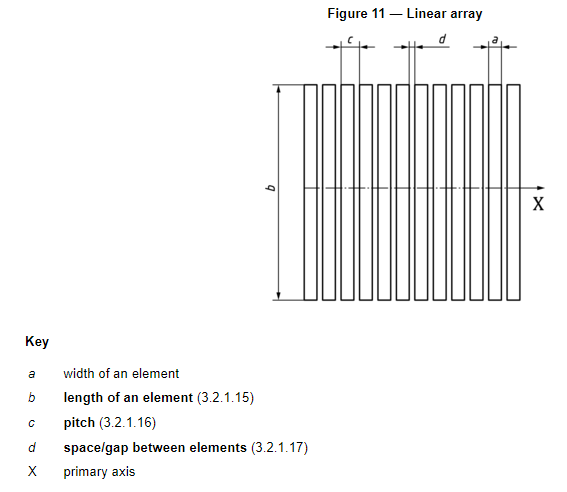 Figure 11 — Linear array
c
d
a
b
X
Key
a width of an element
b length of an element (3.2.1.15)
c pitch (3.2.1.16)
d space/gap between elements (3.2.1.17)
X primary axis